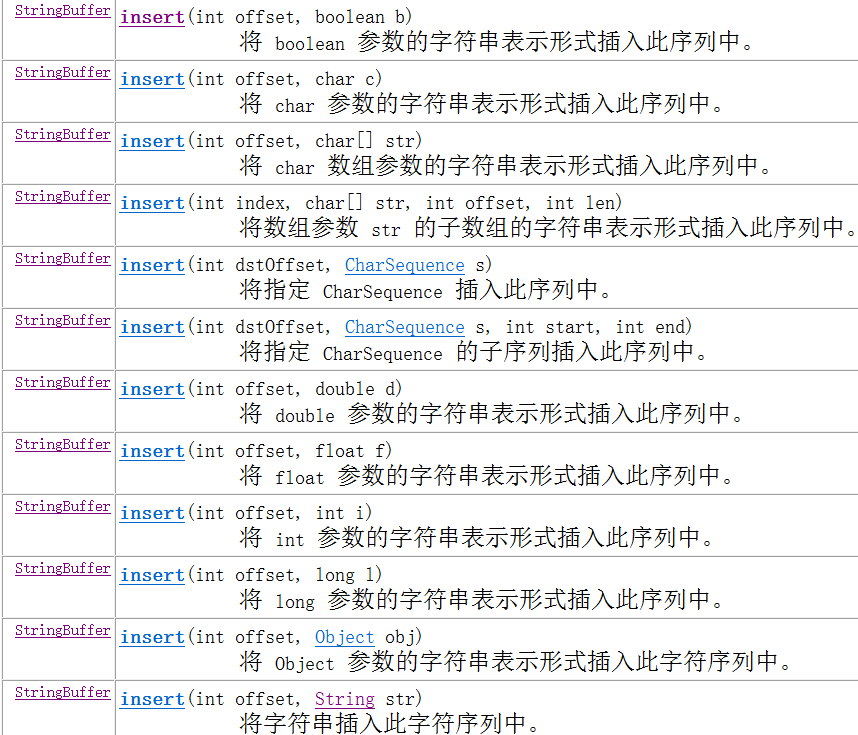 StringBuffer insert(int offset, boolean b)
将 boolean 参数的字符串表示形式插入此序列中。
StringBuffer insert(int offset, char c)
将 char 参数的字符串表示形式插入此序列中。
StringBuffer insert(int offset, char[] str)
将 char 数组参数的字符串表示形式插入此序列中。
StringBuffer insert(int index, char[] str, int offset, int len)
将数组参数 str 的子数组的字符串表示形式插入此序列中。
StringBuffer insert(int dstOffset, CharSequence s)
将指定 CharSequence 插入此序列中。
StringBuffer insert(int dstOffset, CharSequence s, int start, int end)
将指定 CharSequence 的子序列插入此序列中。
StringBuffer insert(int offset, double d)
将 double 参数的字符串表示形式插入此序列中。
StringBuffer insert(int offset, float f)
将 float 参数的字符串表示形式插入此序列中。
StringBuffer insert(int offset, int i)
将 int 参数的字符串表示形式插入此序列中。
StringBuffer insert(int offset, long l)
将 long 参数的字符串表示形式插入此序列中。
StringBuffer insert(int offset, Object obj)
将 Object 参数的字符串表示形式插入此字符序列中。
StringBuffer insert(int offset, String str)
将字符串插入此字符序列中。